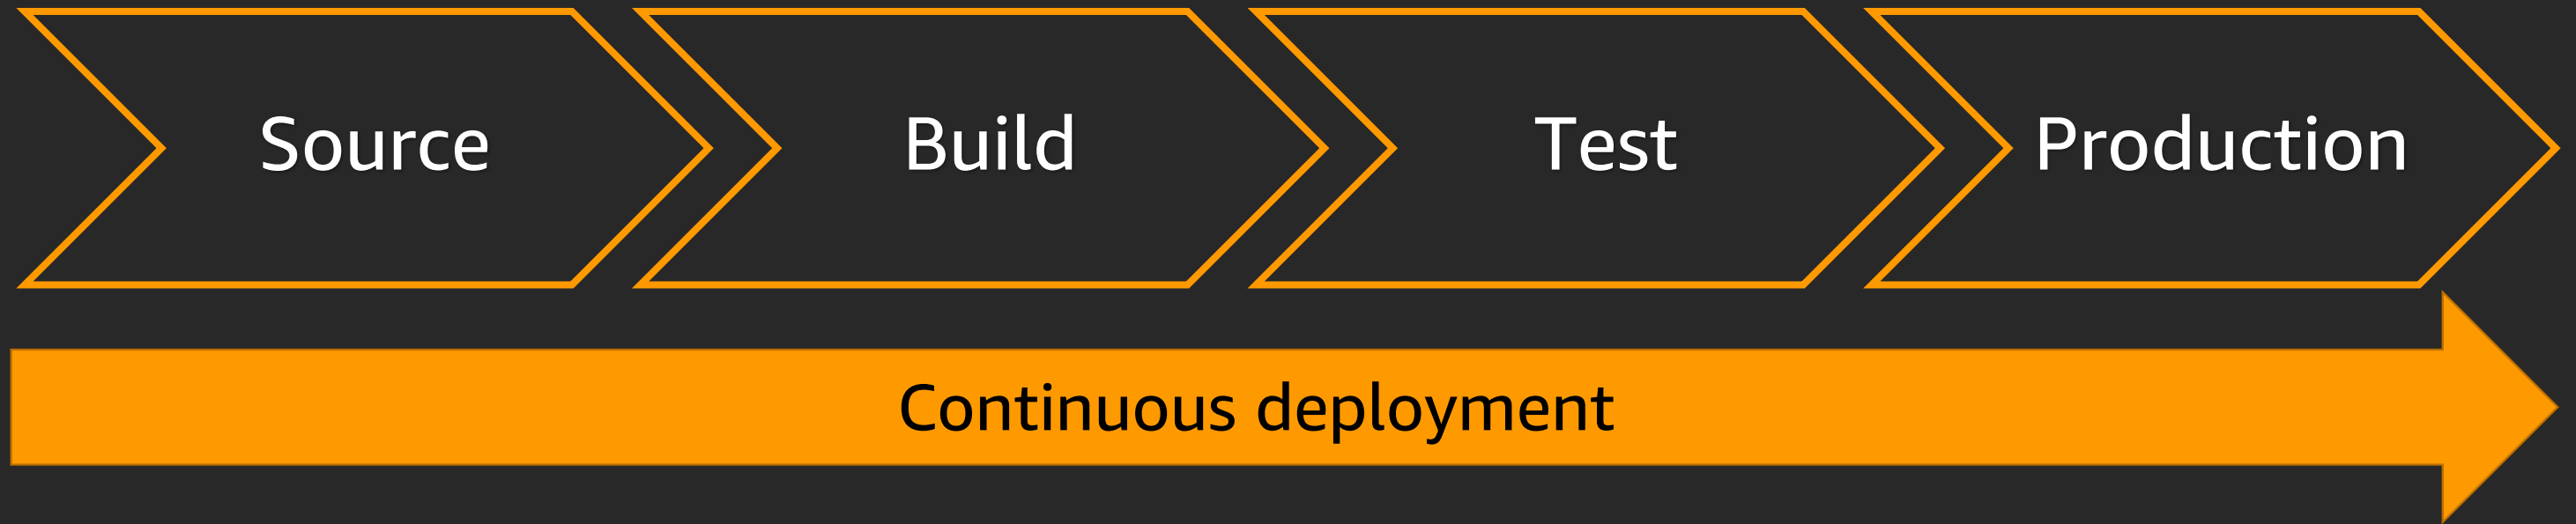 Source
Build
Test
Production
Continuous deployment